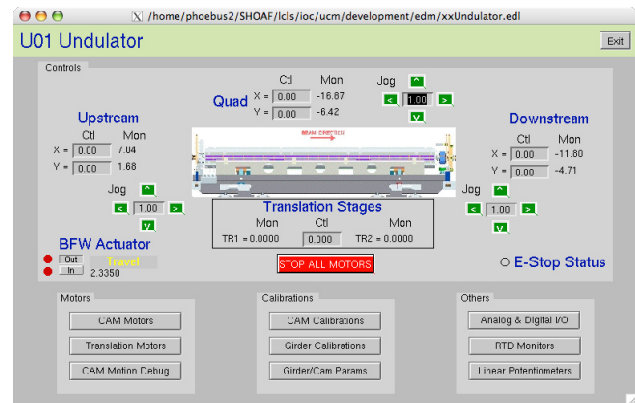 /home/phcebus2/SHOAF/lcls/ioc/ucm/development/edm/xxUndulator.edl
U01 Undulator
Exit
Controls
Ctl Mon Jog
Quad X = 0.00 -16.87 1.00
Y = 0.00 -6.42
Upstream
Ctl Mon
X = 0.00 7.04
Y = 0.00 1.68
Jog
1.00
BEAM DIRECTION
Downstream
Ctl Mon
X = 0.00 -11.80
Y = 0.00 -4.71
Jog
1.00
Translation Stages
Mon Ctl Mon
TR1 = 0.0000 0.000 TR2 = 0.0000
BFW Actuator
Out Travel
In 2.3350
STOP ALL MOTORS
E-Stop Status
Motors
CAM Motors
Translation Motors
CAM Motion Debug
Calibrations
CAM Calibrations
Girder Calibrations
Girder/Cam Params
Others
Analog & Digital I/O
RTD Monitors
Linear Potentiometers